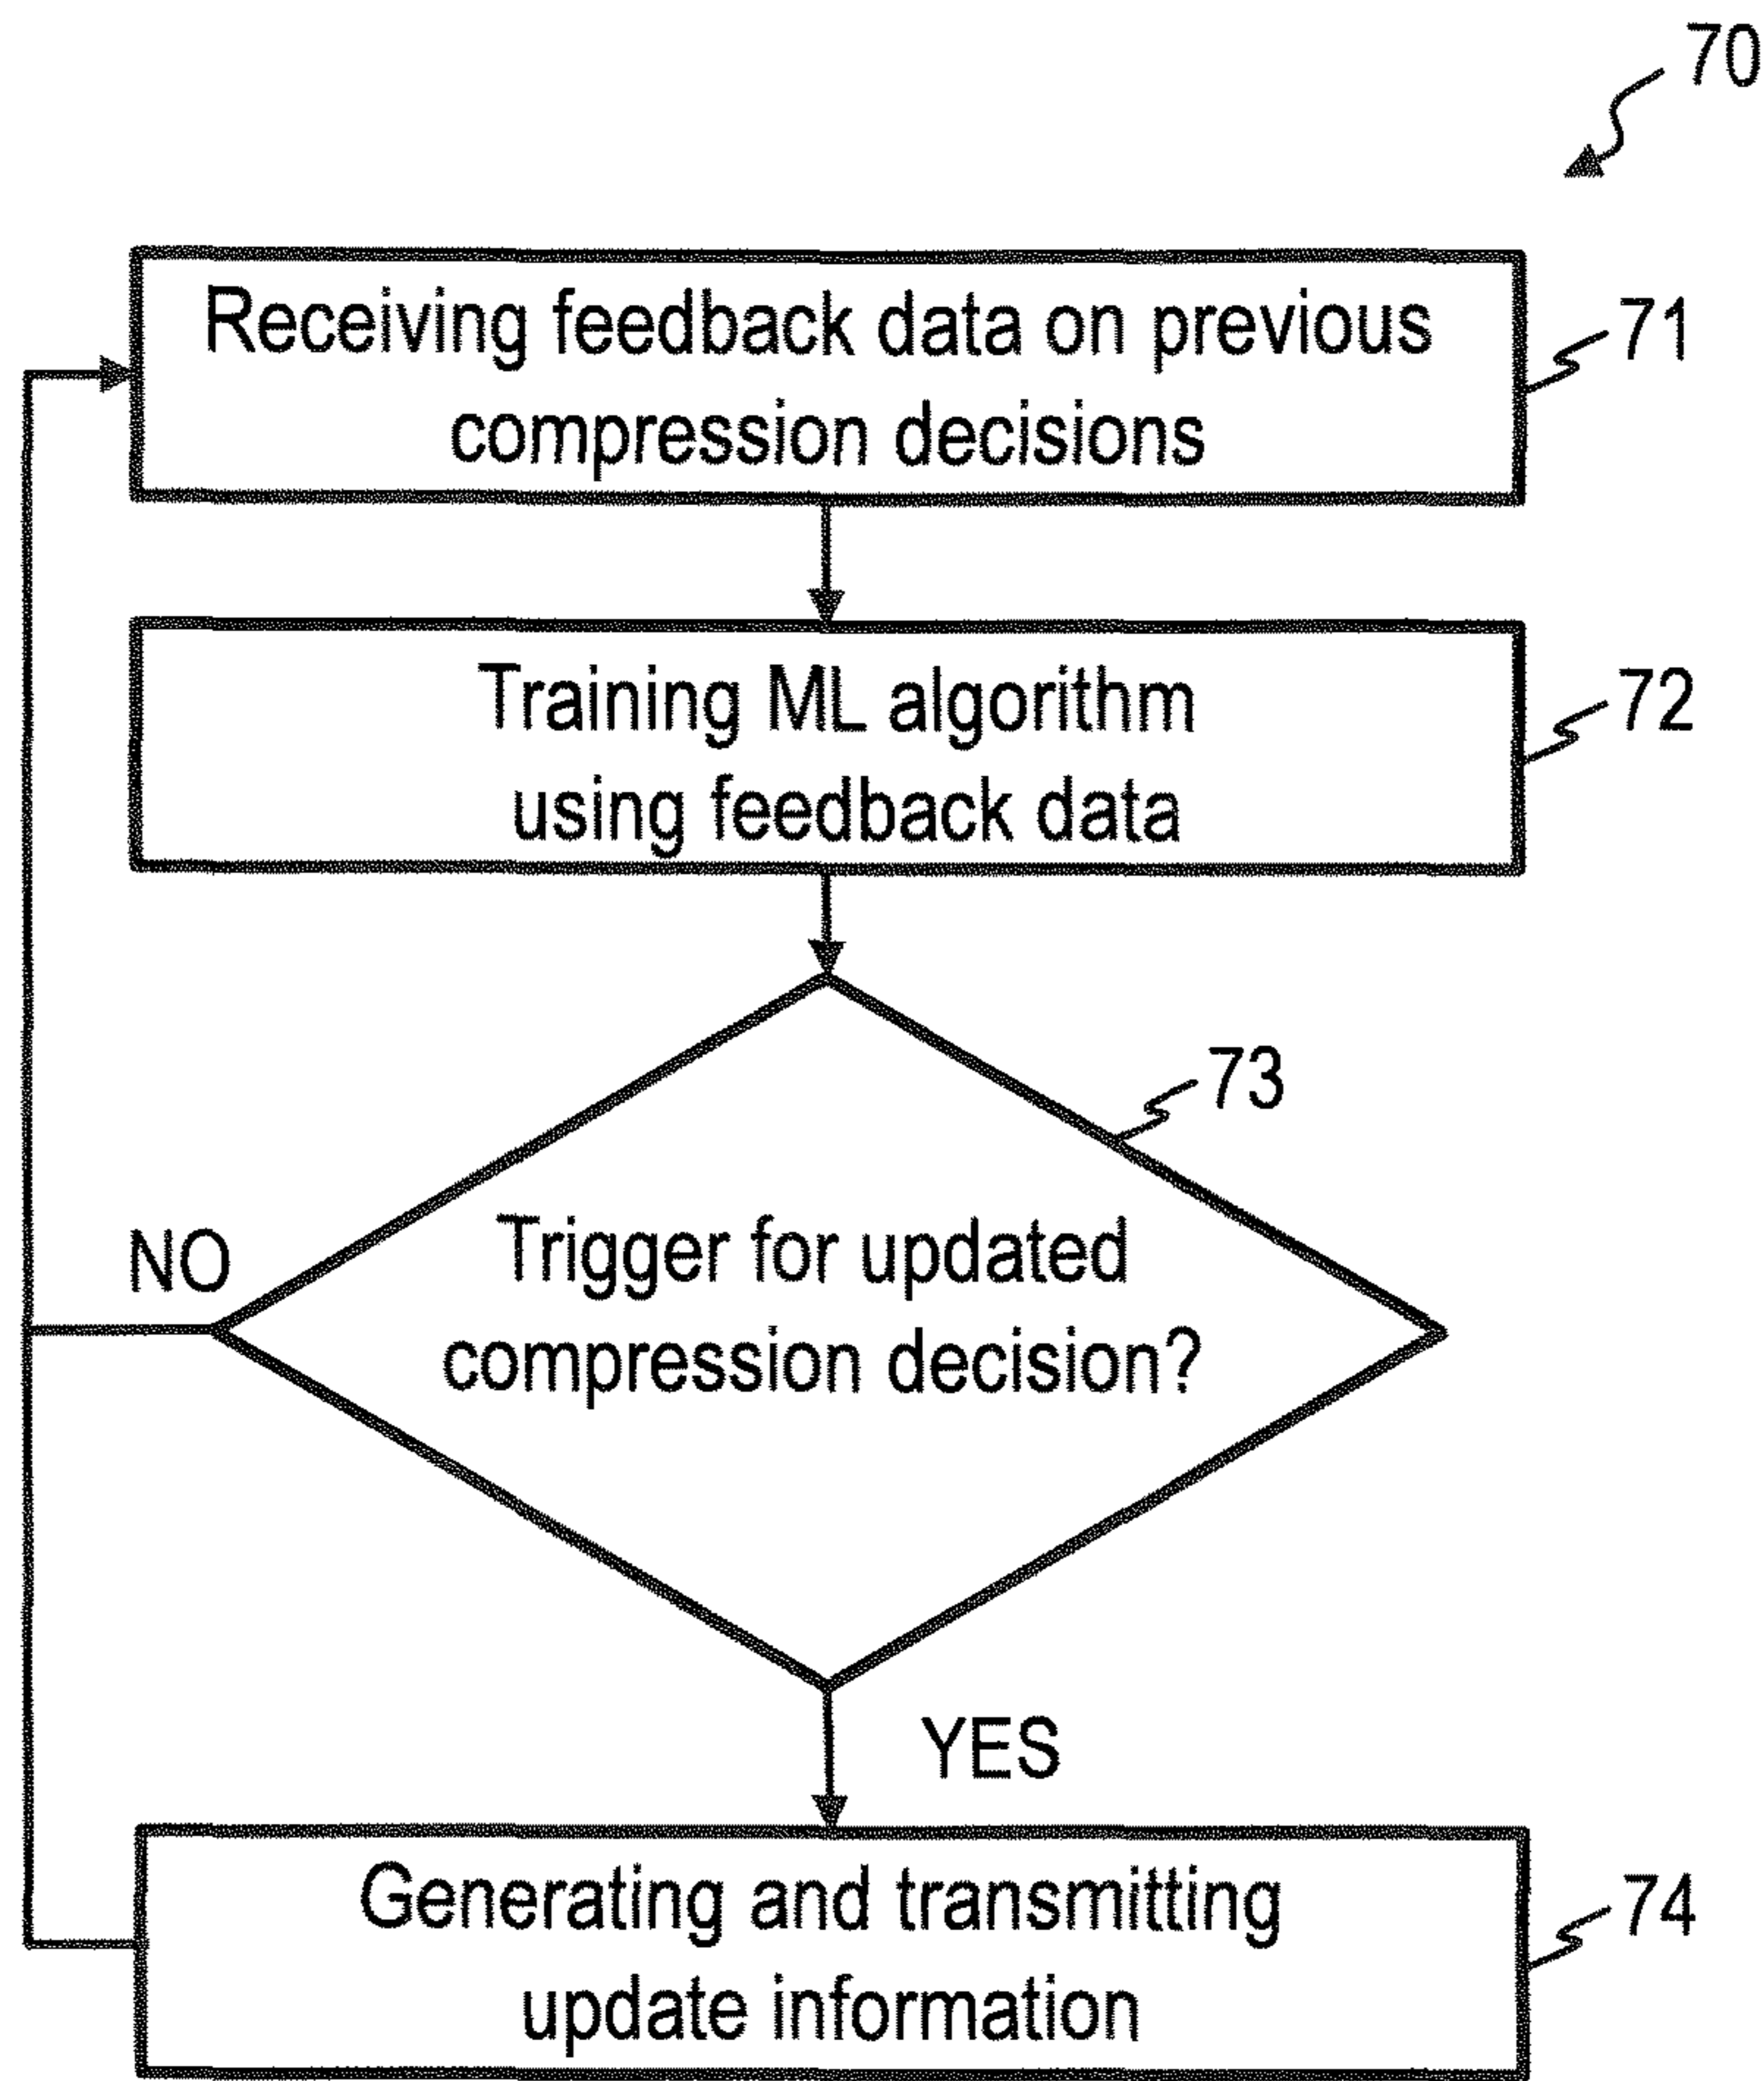 70
Receiving feedback data on previous
compression decisions
71
Training ML algorithm
using feedback data
72
73
NO
Trigger for updated
compression decision?
YES
Generating and transmitting
update information
74